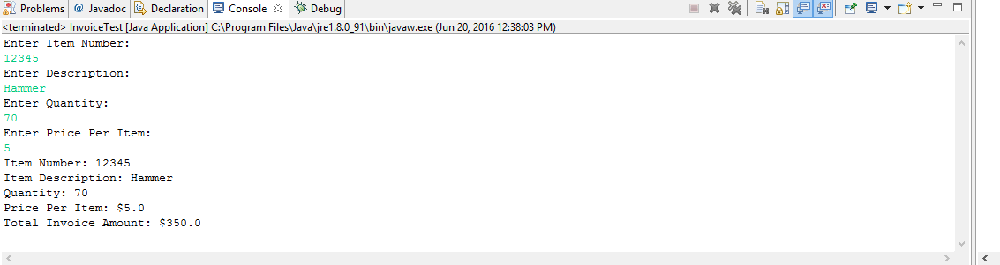 Problems @ Javadoc Declaration Console Debug
<terminated> InvoiceTest [Java Application] C:\Program Files\Java\jre1.8.0_91\bin\javaw.exe (Jun 20, 2016 12:38:03 PM)
Enter Item Number:
12345
Enter Description:
Hammer
Enter Quantity:
70
Enter Price Per Item:
5
Item Number: 12345
Item Description: Hammer
Quantity: 70
Price Per Item: $5.0
Total Invoice Amount: $350.0